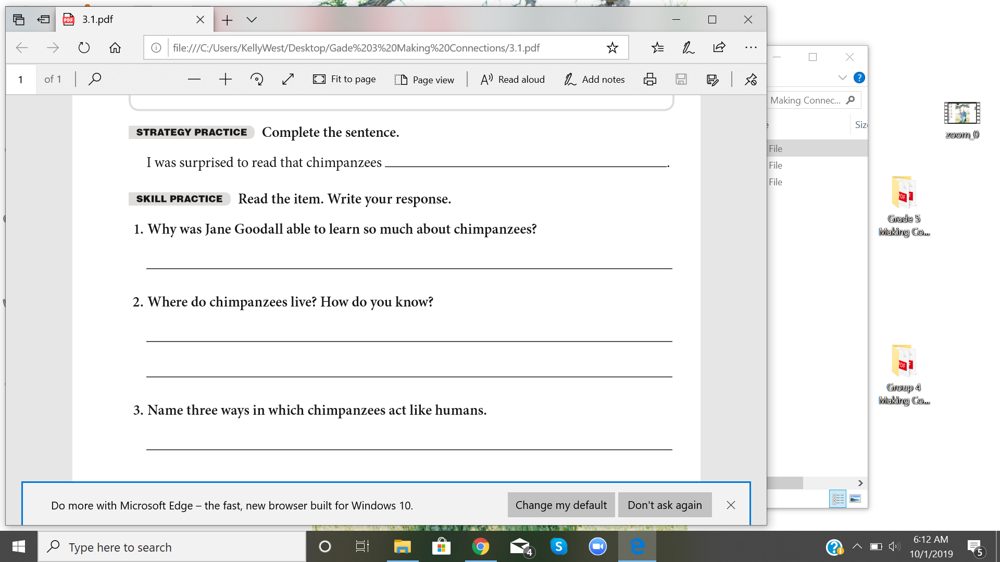 3.1.pdf
file:///C:/Users/KellyWest/Desktop/Gade%203%20Making%20Connections/3.1.pdf
1 of 1
Fit to page
Page view
Read aloud
Add notes
STRATEGY PRACTICE Complete the sentence.
I was surprised to read that chimpanzees .
SKILL PRACTICE Read the item. Write your response.
1. Why was Jane Goodall able to learn so much about chimpanzees?
2. Where do chimpanzees live? How do you know?
3. Name three ways in which chimpanzees act like humans.
Do more with Microsoft Edge – the fast, new browser built for Windows 10.
Change my default
Don't ask again
Making Connec...
File
File
File
zoom_0
Grade 5
Making Co...
Group 4
Making Co...
Type here to search
4
6:12 AM
10/1/2019
5